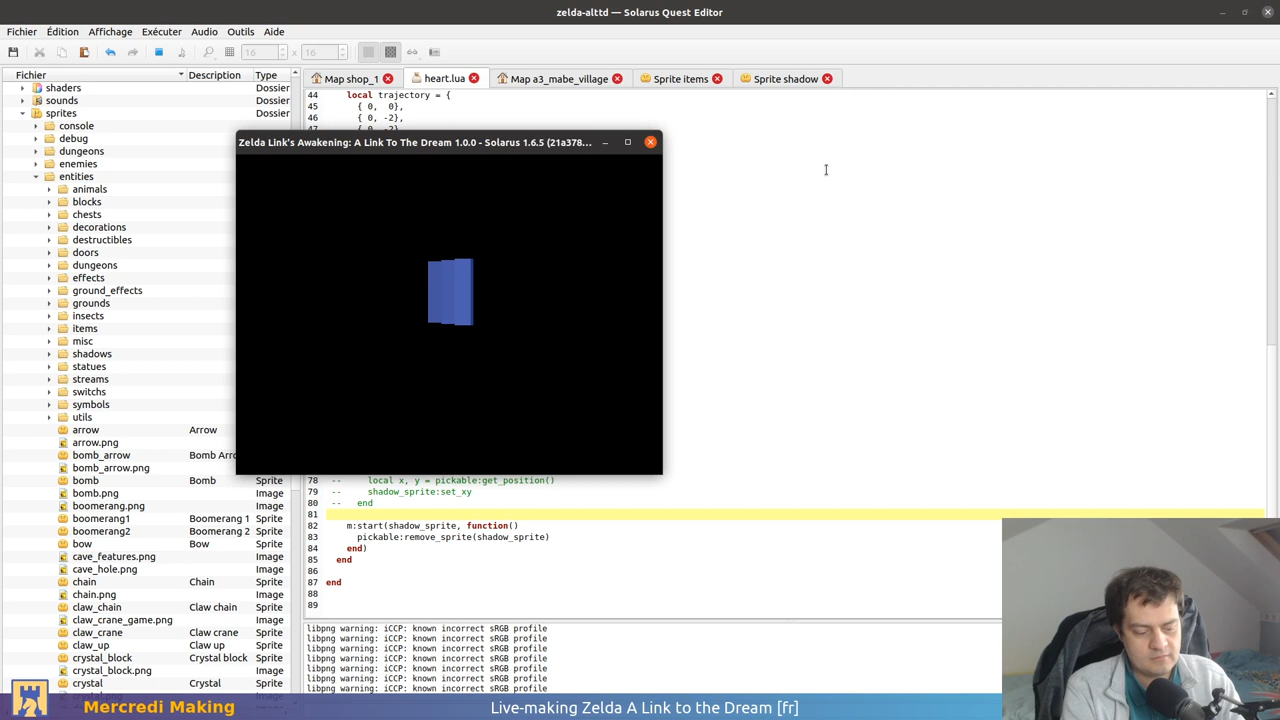 zelda-alttd — Solarus Quest Editor
Fichier Édition Affichage Exécuter Audio Outils Aide
16 x 16
Fichier Description Type
Map shop_1 heart.lua Map a3_mabe_village Sprite items Sprite shadow
shaders Dossier
sounds Dossier
sprites Dossier
console
debug
dungeons
enemies
entities
animals
blocks
chests
decorations
destructibles
doors
dungeons
effects
ground_effects
grounds
insects
items
misc
shadows
statues
streams
switchs
symbols
utils
arrow Arrow
arrow.png
bomb_arrow Bomb Arro
bomb_arrow.png
bomb Bomb Sprite
bomb.png Image
boomerang.png Image
boomerang1 Boomerang 1 Sprite
boomerang2 Boomerang 2 Sprite
bow Bow Sprite
cave_features.png Image
cave_hole.png Image
chain Chain Sprite
chain.png Image
claw_chain Claw chain Sprite
claw_crane_game.png Image
claw_crane Claw crane Sprite
claw_up Claw up Sprite
crystal_block Crystal block Sprite
crystal_block.png Image
crystal Crystal Sprite
44 local trajectory = {
45 { 0, 0},
46 { 0, -2},
47 { 0, -2},
Zelda Link's Awakening: A Link To The Dream 1.0.0 - Solarus 1.6.5 (21a378...
78 -- local x, y = pickable:get_position()
79 -- shadow_sprite:set_xy
80 -- end
81
82 m:start(shadow_sprite, function()
83 pickable:remove_sprite(shadow_sprite)
84 end)
85 end
86
87 end
88
89
libpng warning: iCCP: known incorrect sRGB profile
libpng warning: iCCP: known incorrect sRGB profile
libpng warning: iCCP: known incorrect sRGB profile
libpng warning: iCCP: known incorrect sRGB profile
libpng warning: iCCP: known incorrect sRGB profile
libpng warning: iCCP: known incorrect sRGB profile
libpng warning: iCCP: known incorrect sRGB profile
Mercredi Making
Live-making Zelda A Link to the Dream [fr]